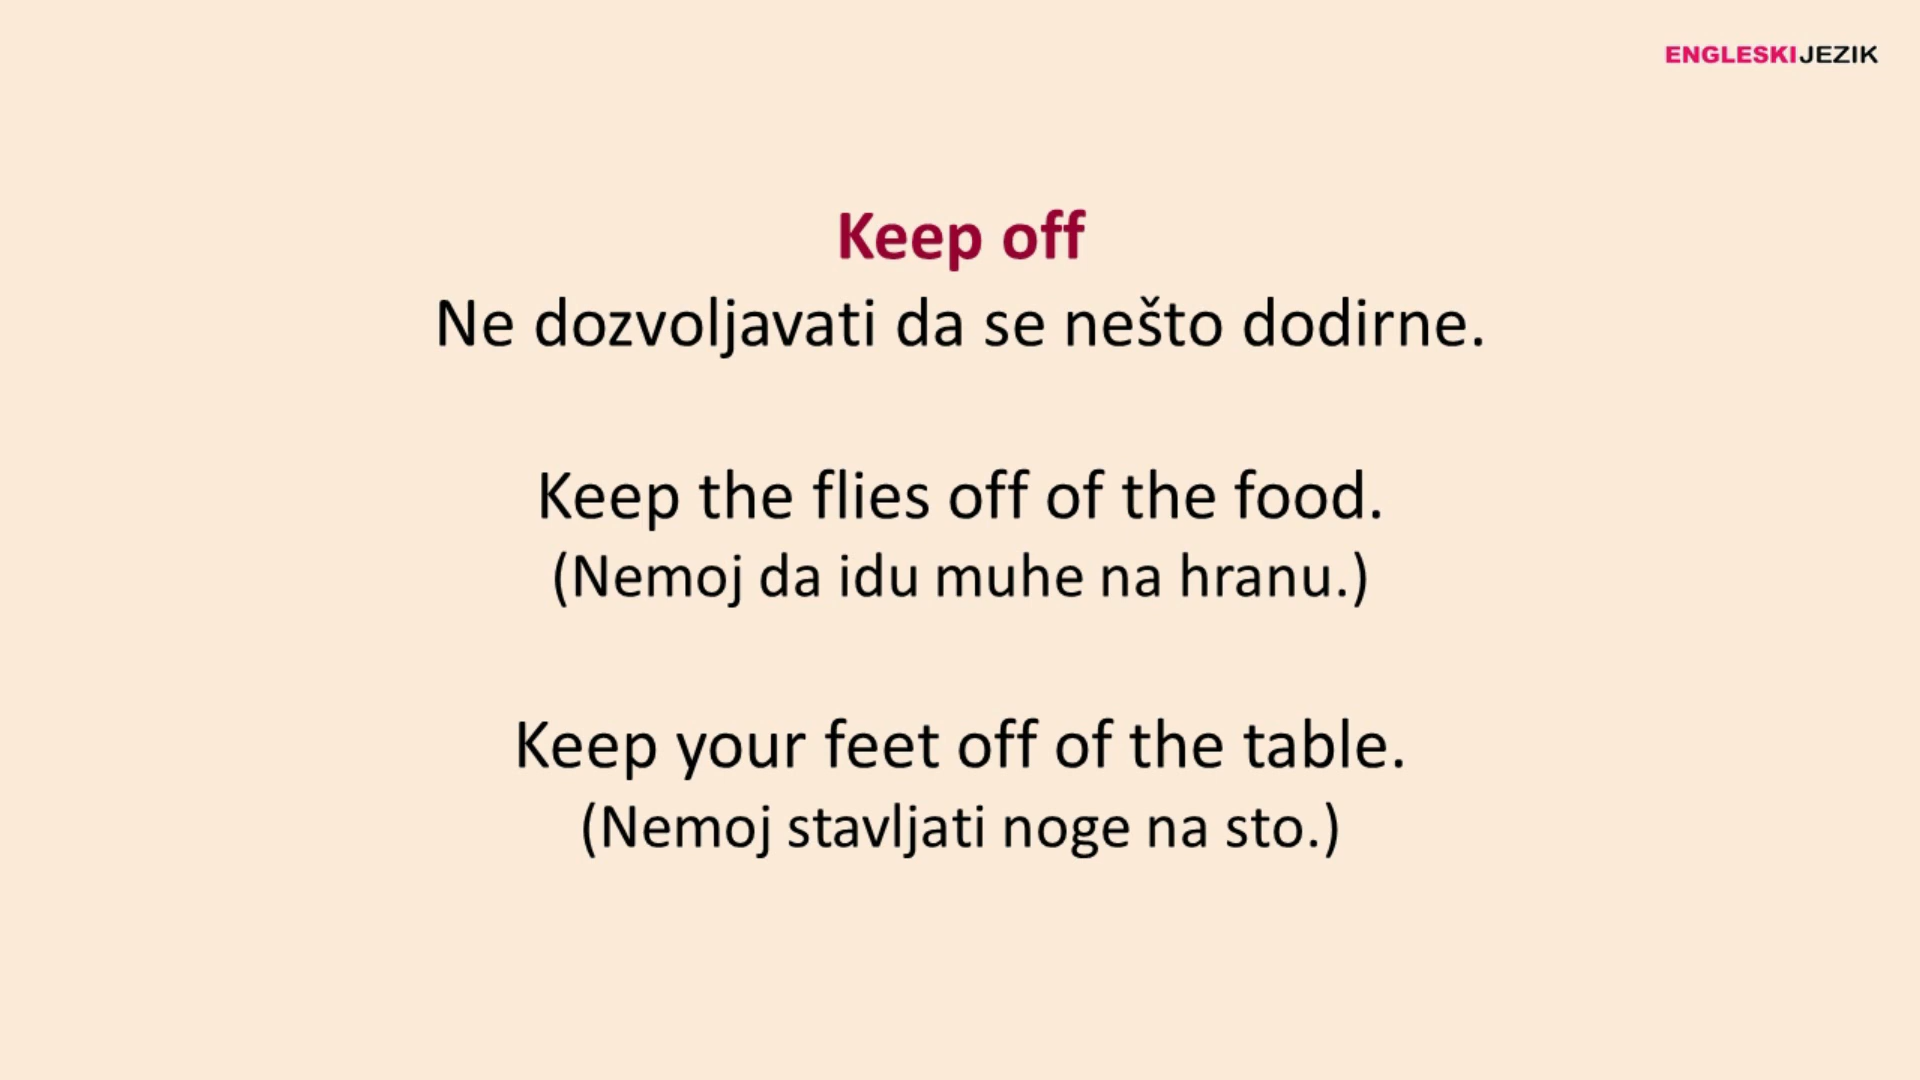 ENGLESKIJEZIK
Keep off
Ne dozvoljavati da se nešto dodirne.
Keep the flies off of the food.
(Nemoj da idu muhe na hranu.)
Keep your feet off of the table.
(Nemoj stavljati noge na sto.)